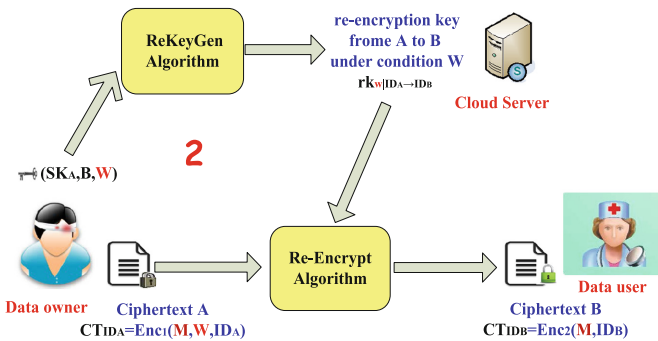 ReKeyGen
Algorithm
re-encryption key
frome A to B
under condition W
rkw|IDA→IDB
S
Cloud Server
2
(SKA,B,W)
Re-Encrypt
Algorithm
Data owner
Ciphertext A
CTIDA=Enc1(M,W,IDA)
Data user
Ciphertext B
CTIDB=Enc2(M,IDB)